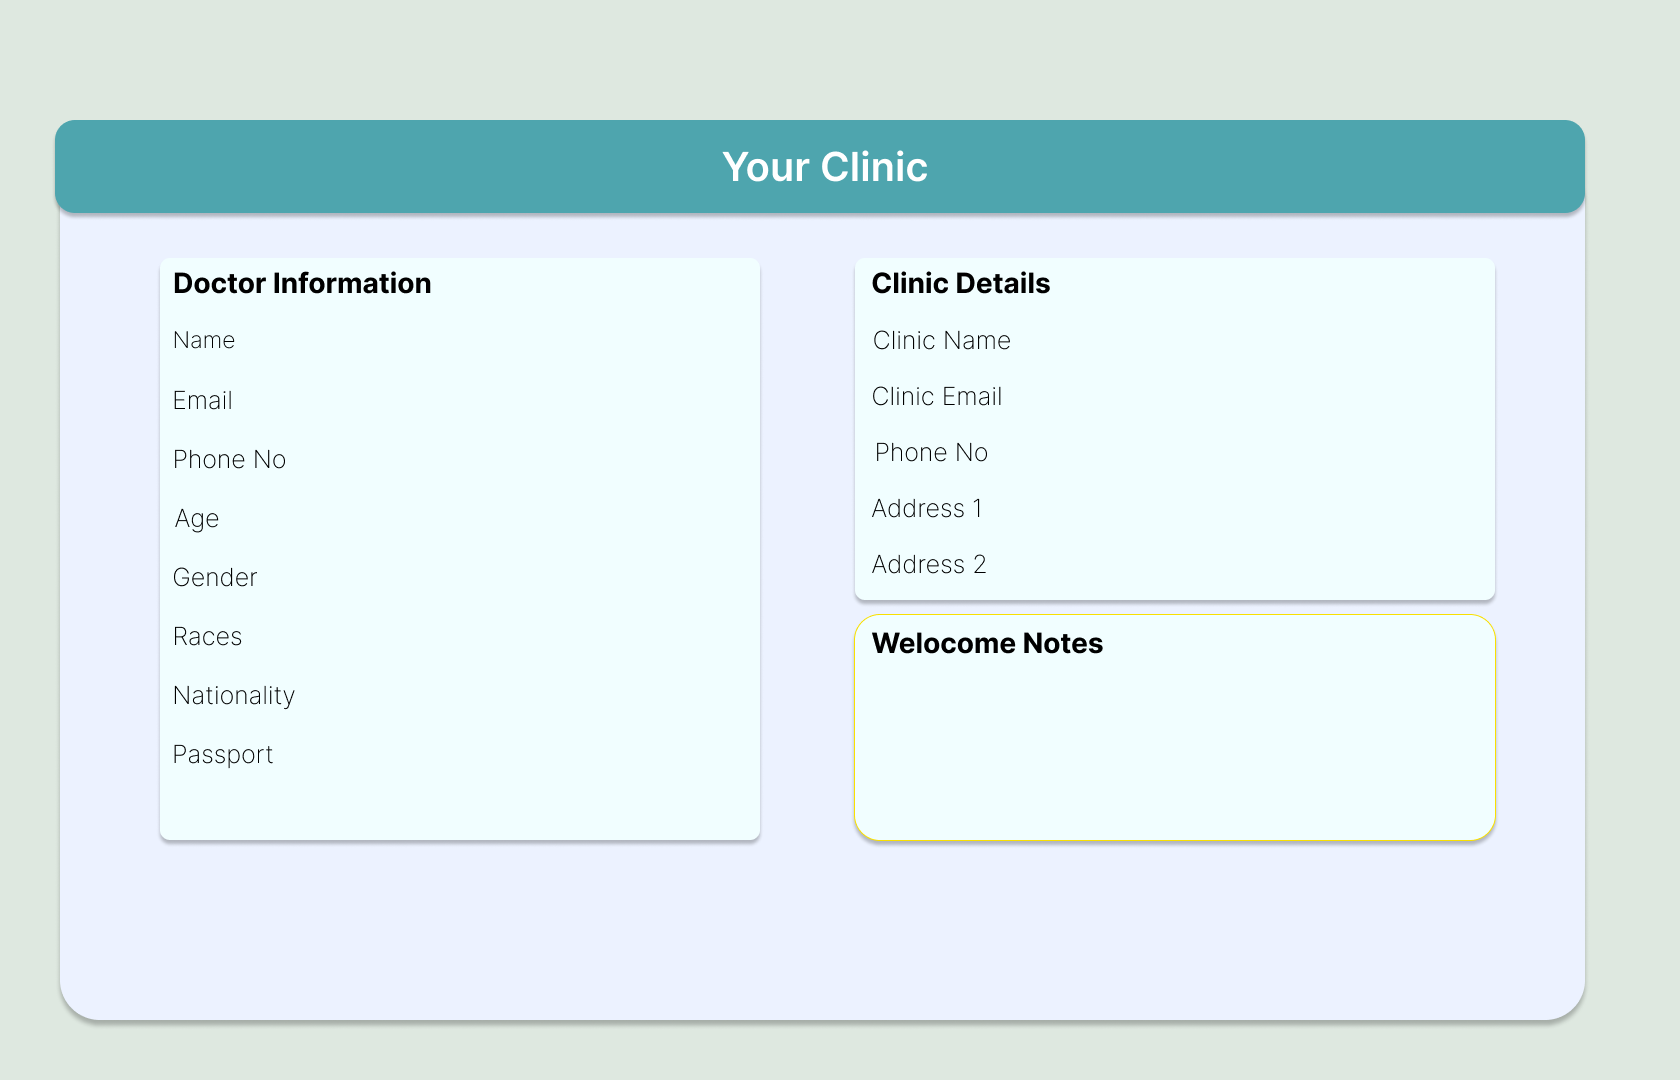 Your Clinic
Doctor Information
Name
Email
Phone No
Age
Gender
Races
Nationality
Passport
Clinic Details
Clinic Name
Clinic Email
Phone No
Address 1
Address 2
Welocome Notes